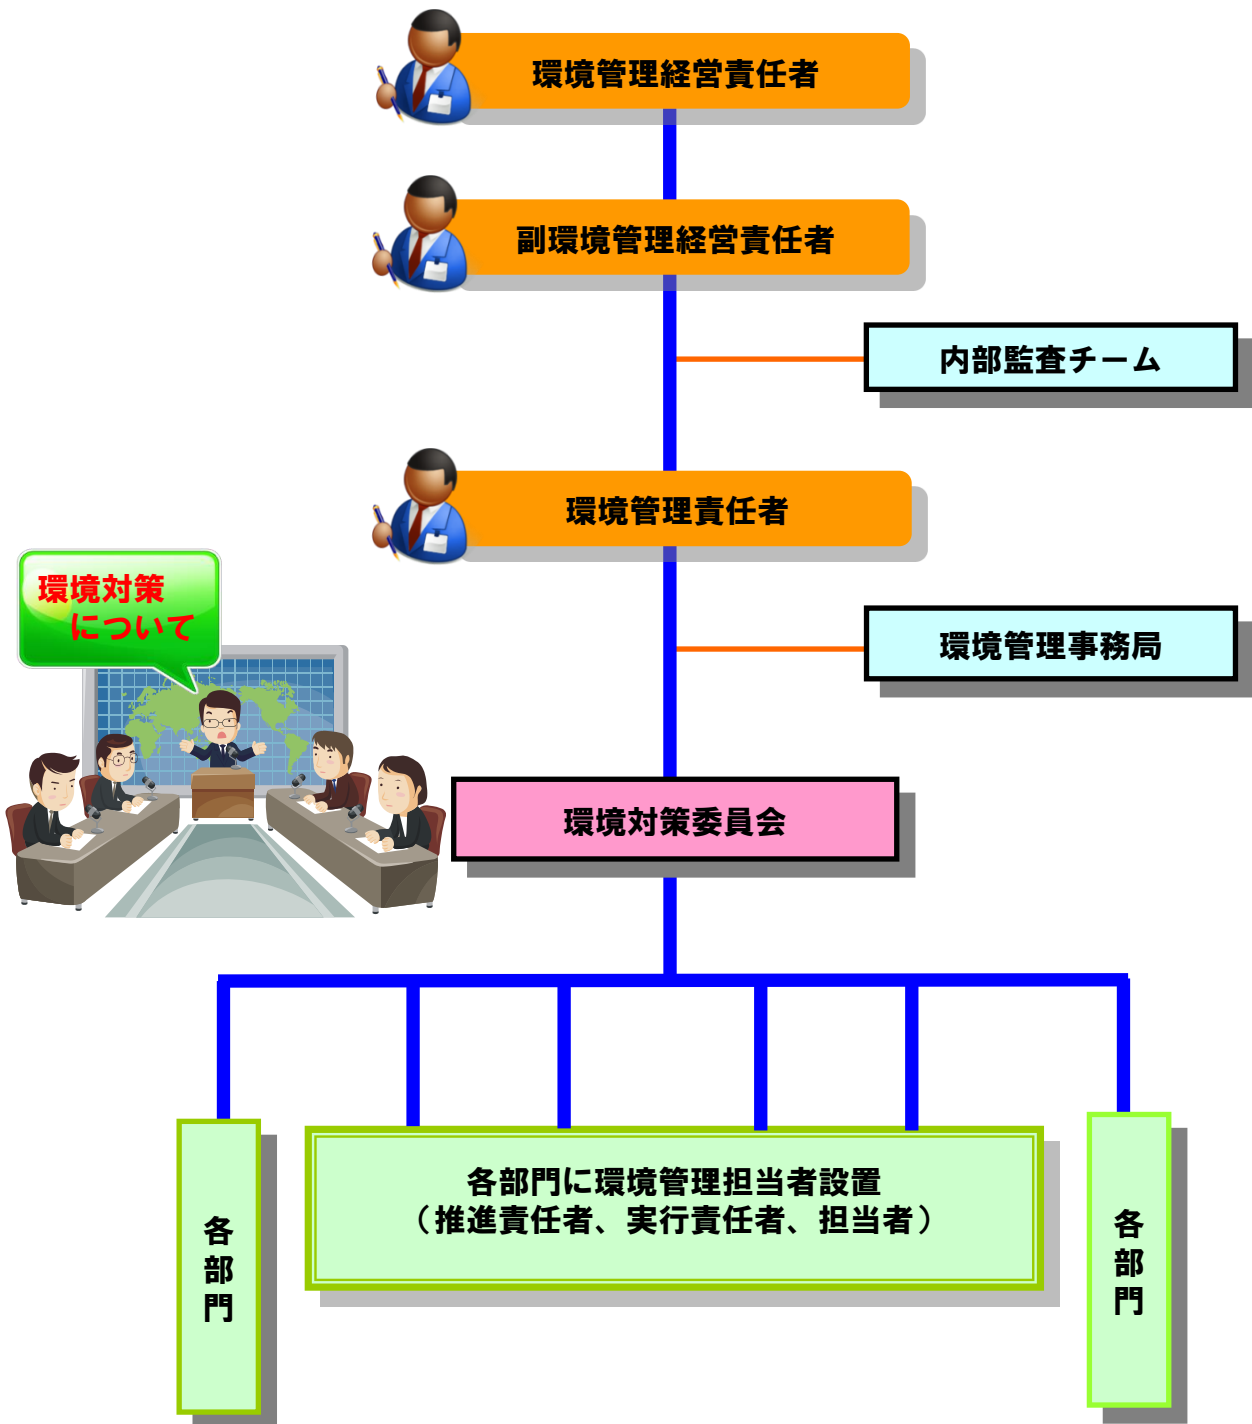 環境管理経営責任者
副環境管理経営責任者
内部監査チーム
環境管理責任者
環境対策
について
環境管理事務局
環境対策委員会
各部門に環境管理担当者設置
（推進責任者、実行責任者、担当者）
各部門
各部門